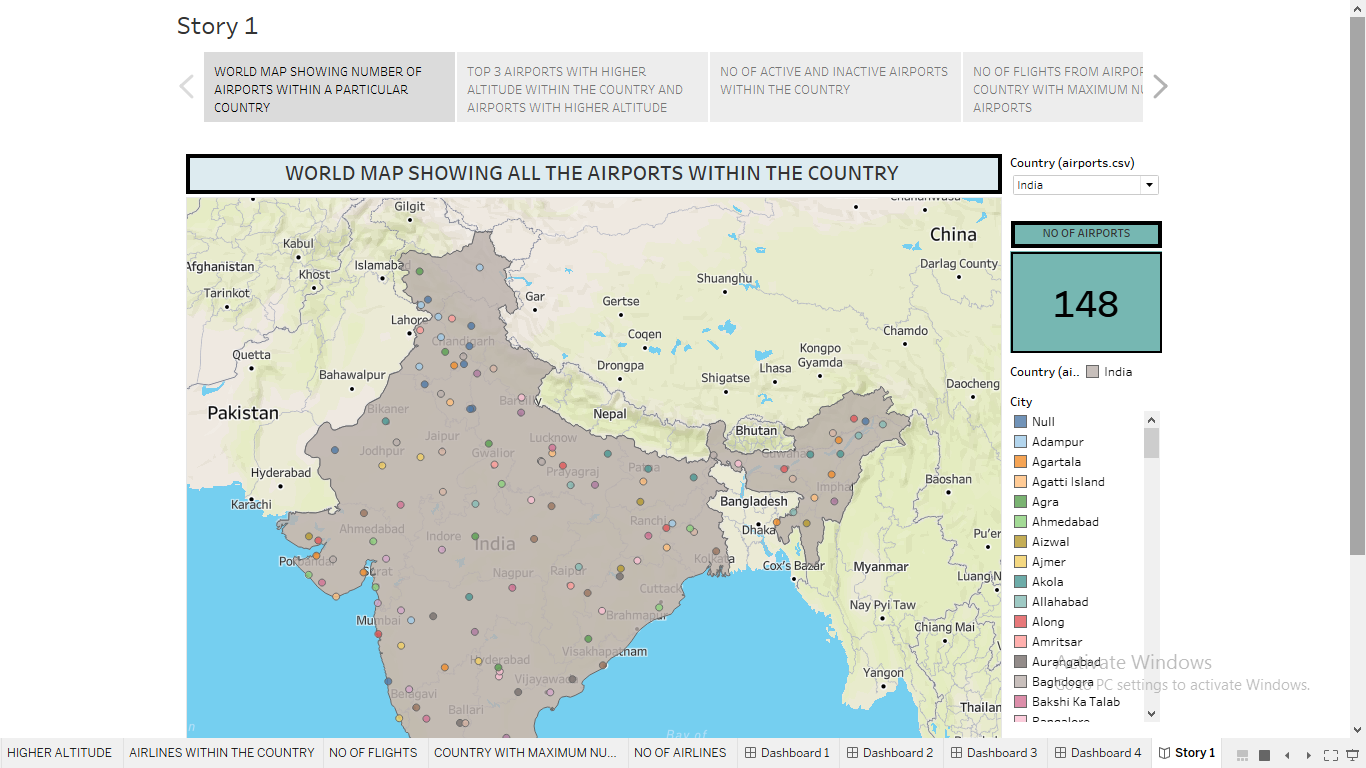 Story 1
WORLD MAP SHOWING NUMBER OF
AIRPORTS WITHIN A PARTICULAR
COUNTRY
TOP 3 AIRPORTS WITH HIGHER
ALTITUDE WITHIN THE COUNTRY AND
AIRPORTS WITH HIGHER ALTITUDE
NO OF ACTIVE AND INACTIVE AIRPORTS
WITHIN THE COUNTRY
NO OF FLIGHTS FROM
COUNTRY WITH MAXIMUM
AIRPORTS
WORLD MAP SHOWING ALL THE AIRPORTS WITHIN THE COUNTRY
Country (airports.csv)
India
NO OF AIRPORTS
148
Country (ai..
India
City
Null
Adampur
Agartala
Agatti Island
Agra
Ahmedabad
Aizwal
Ajmer
Akola
Allahabad
Along
Amritsar
Aurangabad
Baghdogra
Bakshi Ka Talab
Bangalore
Gilgit
China
Kabul
Afghanistan
Islamabad
Khost
Darlag County
Tarinkot
Shuanghu
Gar
Gertse
Lahore
Chandigarh
Coqen
Chamdo
Quetta
Kongpo
Gyamda
Drongpa
Lhasa
Bahawalpur
Shigatse
Daocheng
Bareilly
Pakistan
Bikaner
Nepal
Bhutan
Jaipur
Lucknow
Jodhpur
Gwalior
Guwahati
Hyderabad
Prayagraj
Patna
Baoshan
Imphal
Karachi
Bangladesh
Ahmedabad
Ranchi
Dhaka
Pu'er
Indore
India
Porbandar
Kolkata
Cox's Bazar
Myanmar
Surat
Nagpur
Raipur
Luang N
Cuttack
Nay Pyi Taw
Mumbai
Brahmapur
Chiang Mai
Visakhapatnam
Hyderabad
Yangon
Vijayawada
Belagavi
Thailan
Ballari
Bay of
Activate Windows
Go to PC settings to activate Windows.
HIGHER ALTITUDE
AIRLINES WITHIN THE COUNTRY
NO OF FLIGHTS
COUNTRY WITH MAXIMUM NU...
NO OF AIRLINES
Dashboard 1
Dashboard 2
Dashboard 3
Dashboard 4
Story 1